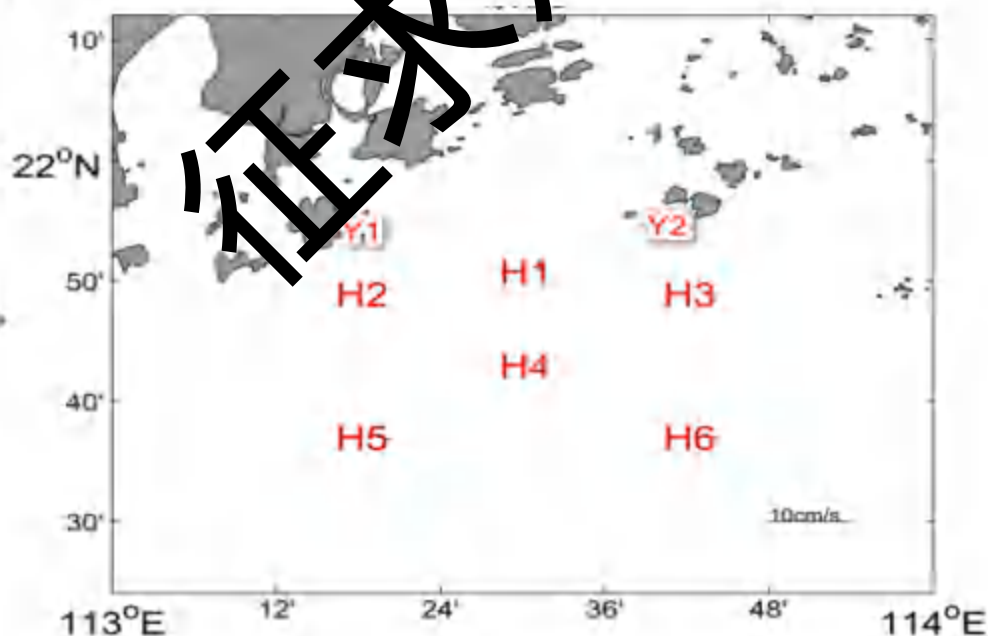 征求
10'
22°N
Y1
Y2
H1
50'
H2
H3
H4
40'
H5
H6
30'
10cm/s
113°E
12'
24'
36'
48'
114°E